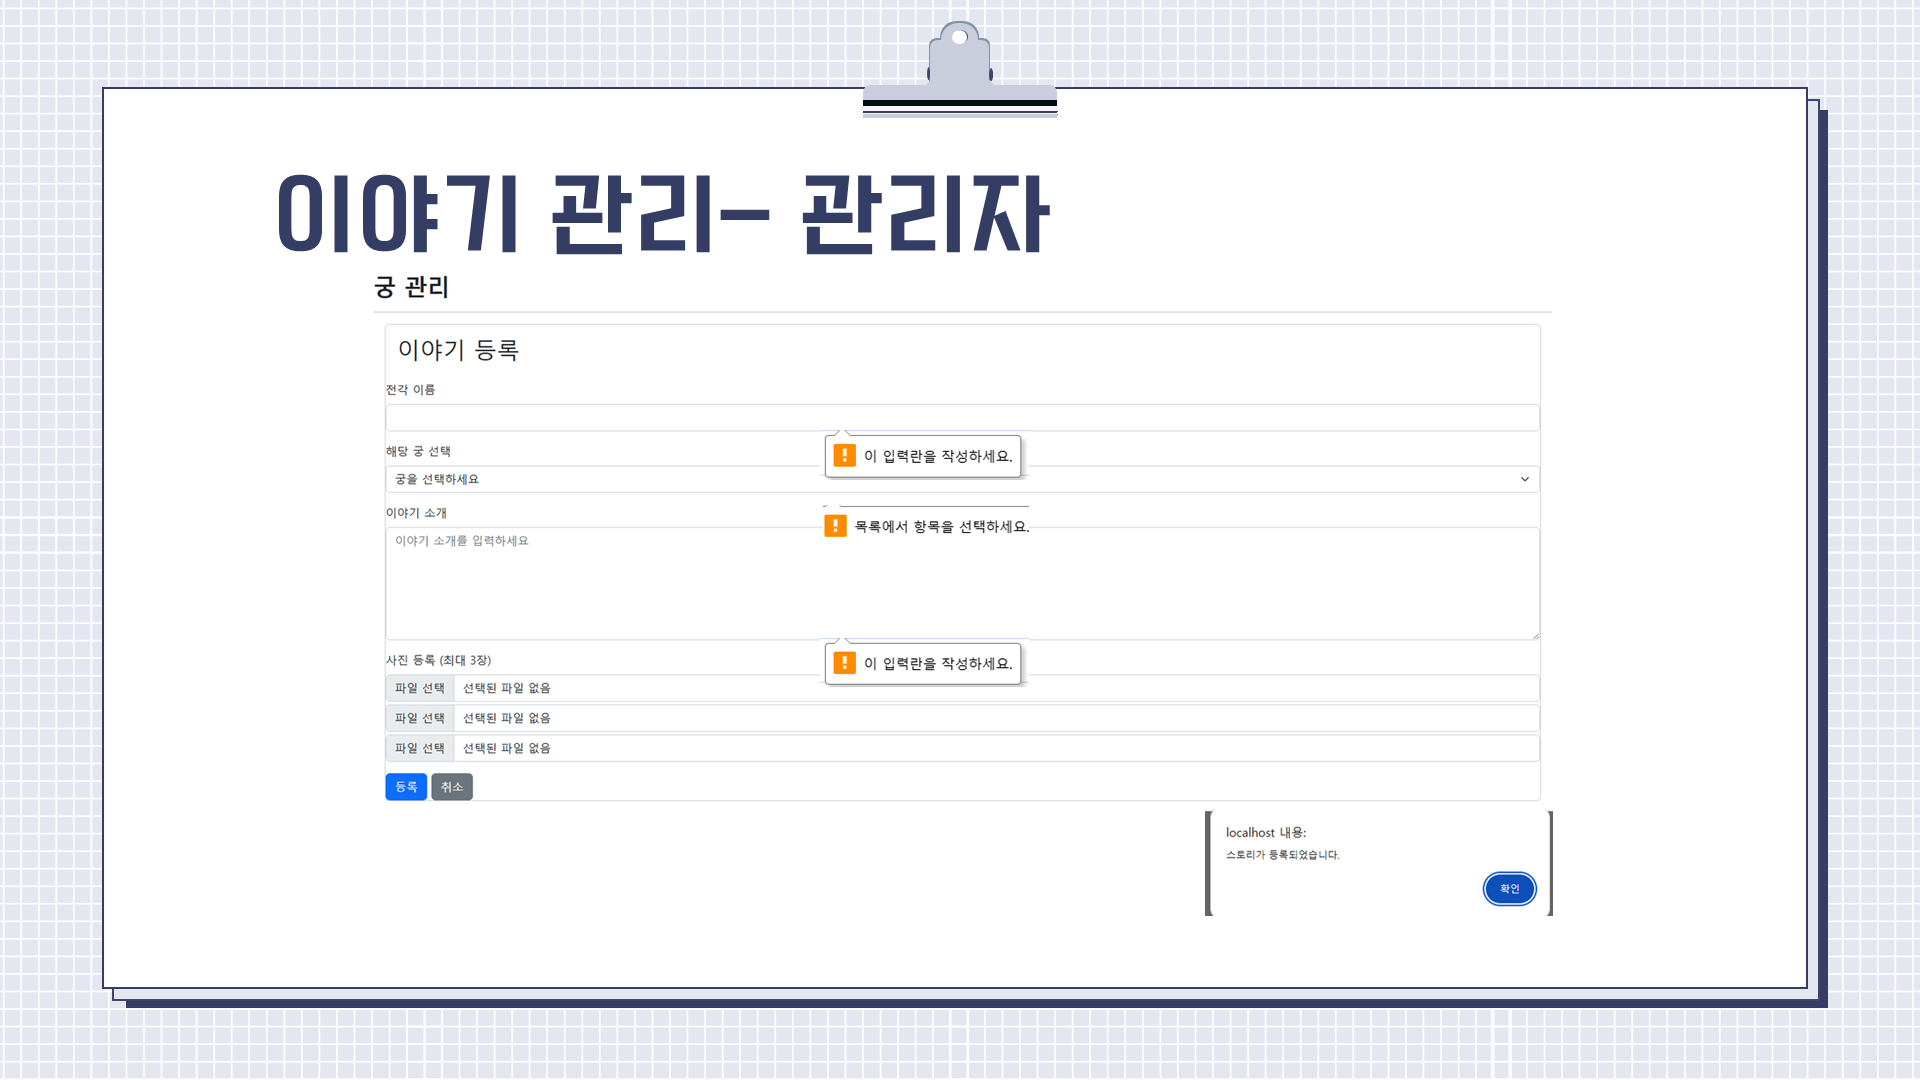 이야기 관리- 관리자
궁 관리
이야기 등록
전각 이름
이 입력란을 작성하세요.
해당 궁 선택
궁을 선택하세요
이야기 소개
목록에서 항목을 선택하세요.
이야기 소개를 입력하세요
이 입력란을 작성하세요.
사진 등록 (최대 3장)
파일 선택 선택된 파일 없음
파일 선택 선택된 파일 없음
파일 선택 선택된 파일 없음
등록 취소
localhost 내용:
스토리가 등록되었습니다.
확인